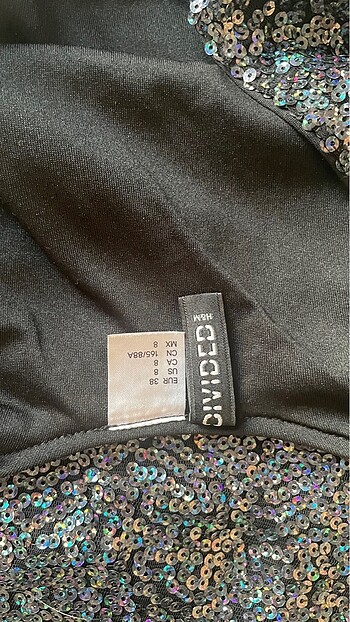 DIVIDED
H&M
EUR 38
US 8
CA 8
CN 165/88A
MX 8